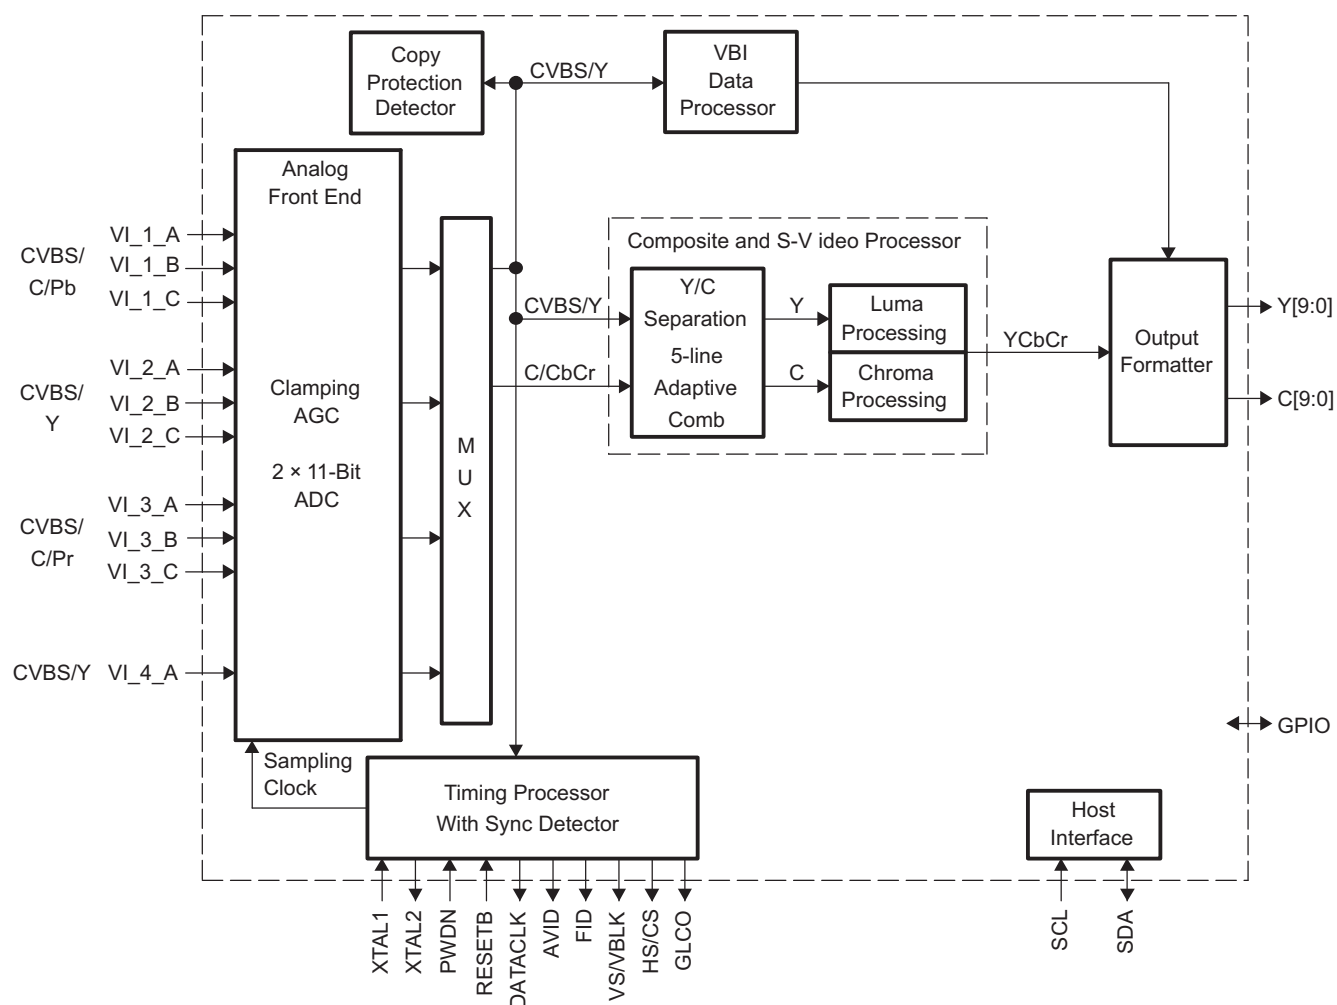 Copy
Protection
Detector
CVBS/Y
VBI
Data
Processor
Analog
Front End
Clamping
AGC
2 × 11-Bit
ADC
CVBS/
C/Pb
VI_1_A
VI_1_B
VI_1_C
CVBS/
Y
VI_2_A
VI_2_B
VI_2_C
CVBS/
C/Pr
VI_3_A
VI_3_B
VI_3_C
CVBS/Y
VI_4_A
M
U
X
CVBS/Y
C/CbCr
Composite and S-V ideo Processor
Y/C
Separation
5-line
Adaptive
Comb
Y
C
Luma
Processing
Chroma
Processing
YCbCr
Output
Formatter
Y[9:0]
C[9:0]
GPIO
Sampling
Clock
Timing Processor
With Sync Detector
Host
Interface
XTAL1
XTAL2
PWDN
RESETB
DATACLK
AVID
FID
VS/VBLK
HS/CS
GLCO
SCL
SDA